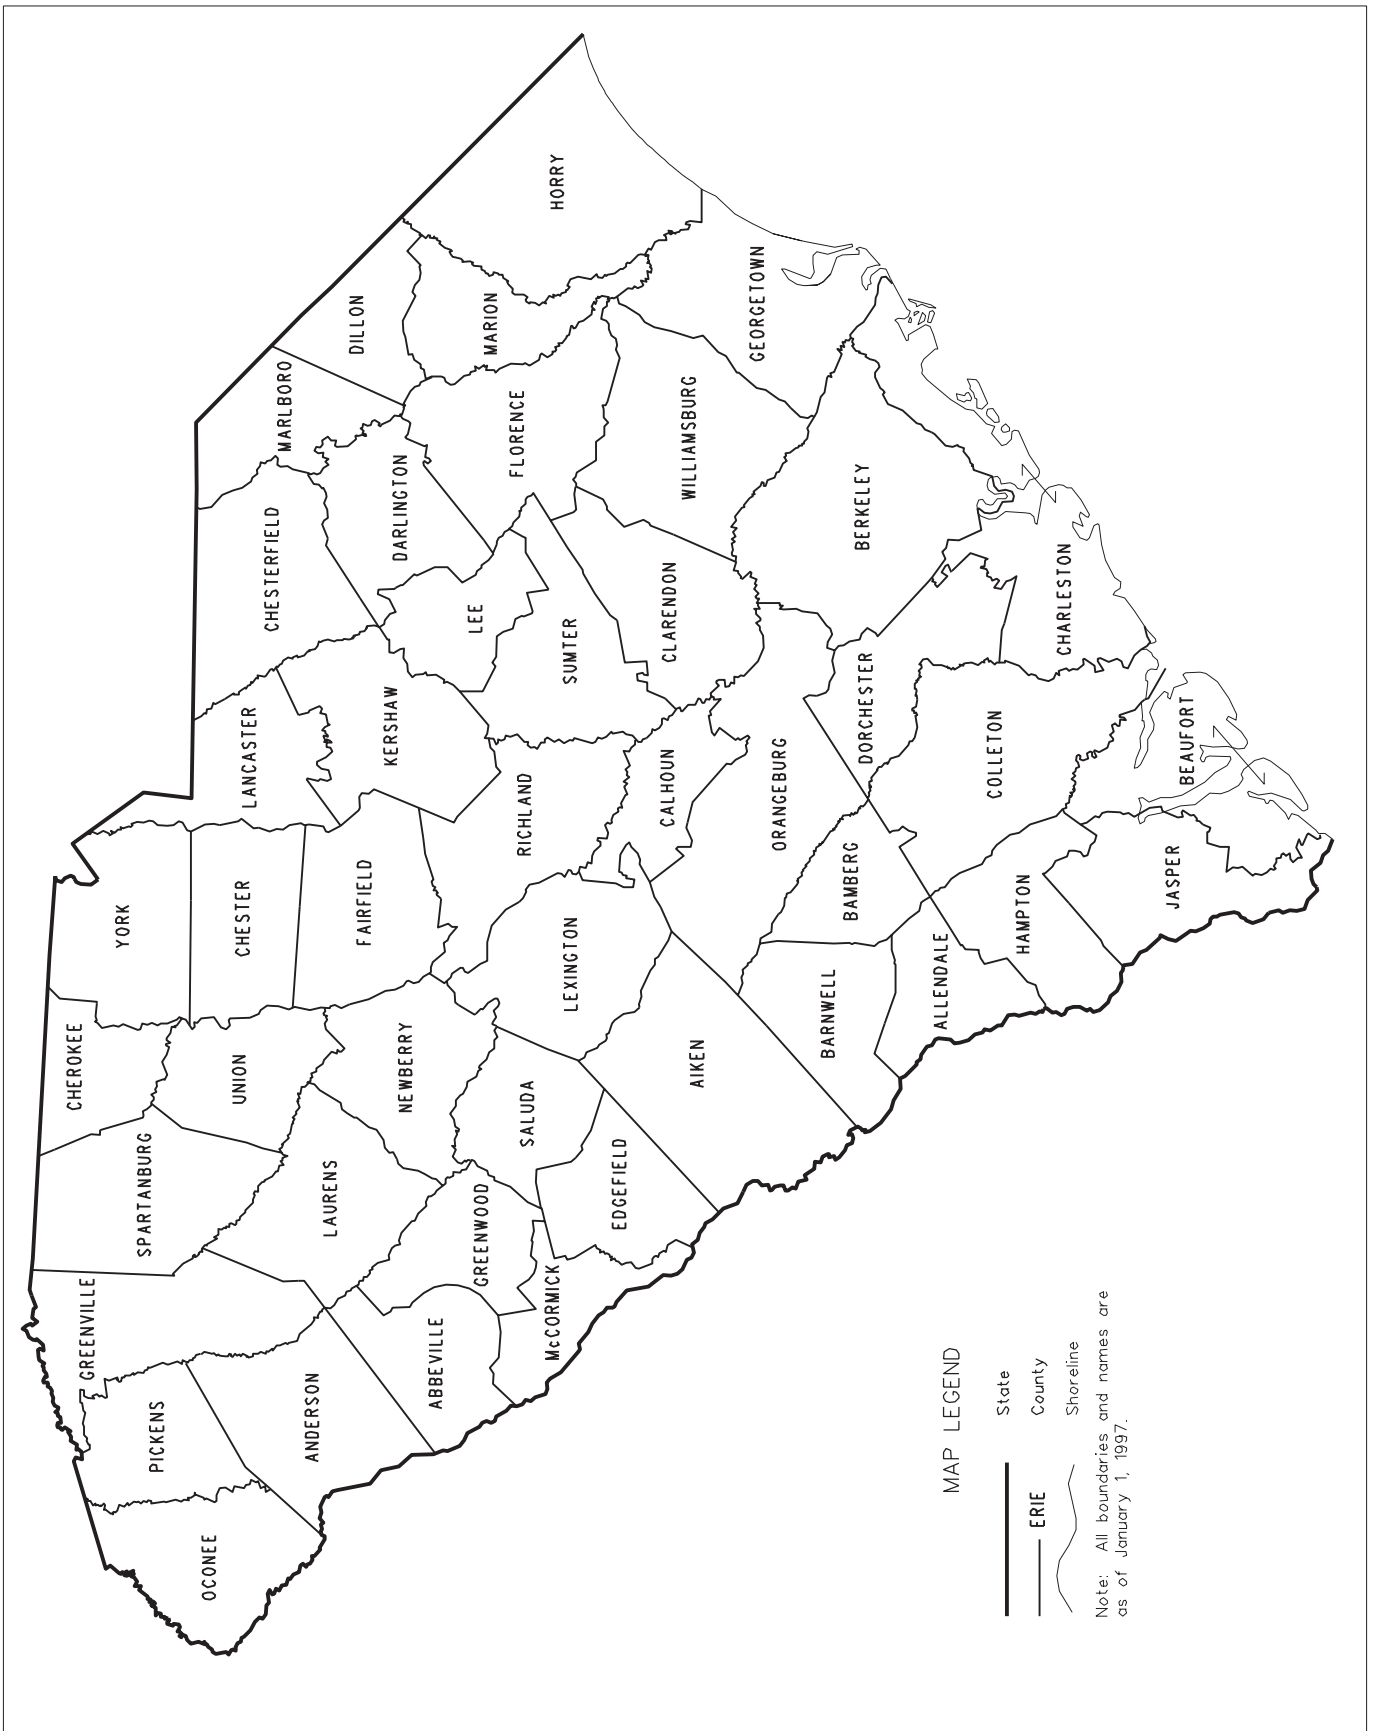 CHEROKEE
YORK
GREENVILLE
SPARTANBURG
PICKENS
OCONEE
UNION
CHESTER
LANCASTER
CHESTERFIELD
MARLBORO
ANDERSON
LAURENS
FAIRFIELD
KERSHAW
DARLINGTON
DILLON
NEWBERRY
ABBEVILLE
GREENWOOD
LEE
MARION
SALUDA
RICHLAND
FLORENCE
HORRY
McCORMICK
LEXINGTON
SUMTER
EDGEFIELD
CALHOUN
CLARENDON
WILLIAMSBURG
AIKEN
ORANGEBURG
GEORGETOWN
BARNWELL
BAMBERG
DORCHESTER
BERKELEY
ALLENDALE
COLLETON
HAMPTON
CHARLESTON
JASPER
BEAUFORT
MAP LEGEND
State
ERIE County
Shoreline
Note: All boundaries and names are
as of January 1, 1997.